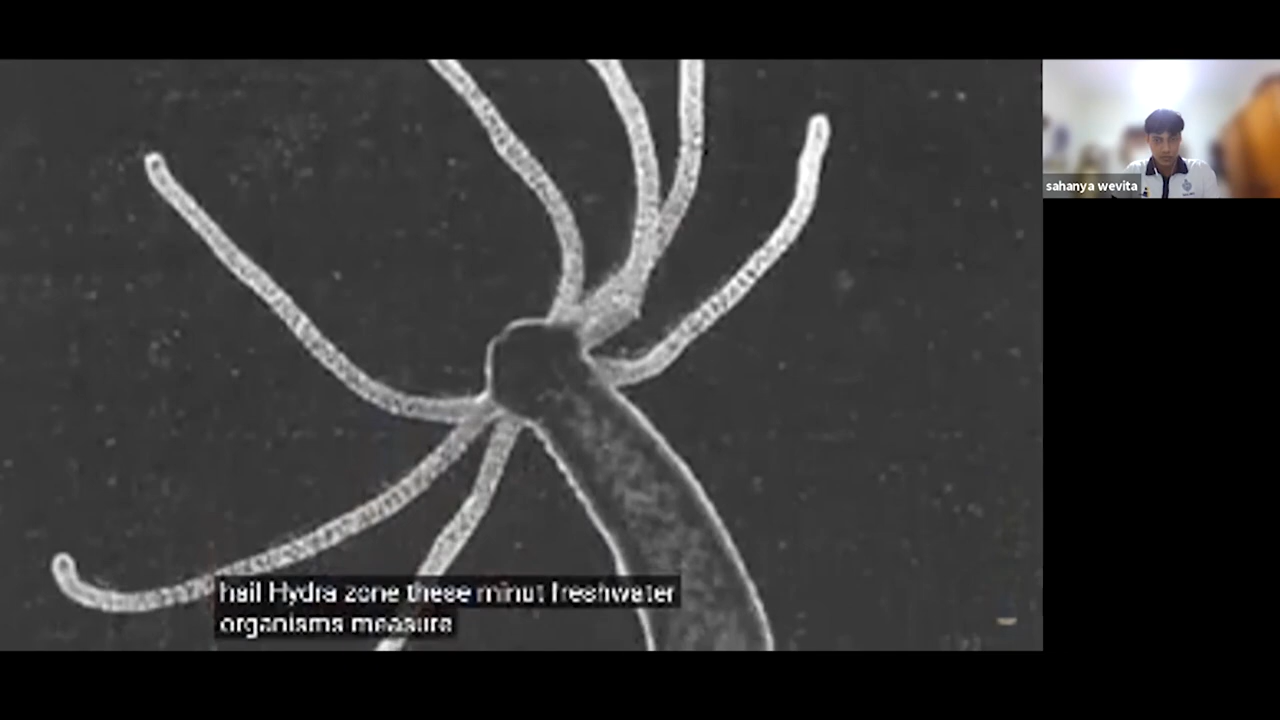 sahanya wevita
hail Hydra zone these minut freshwater
organisms measure